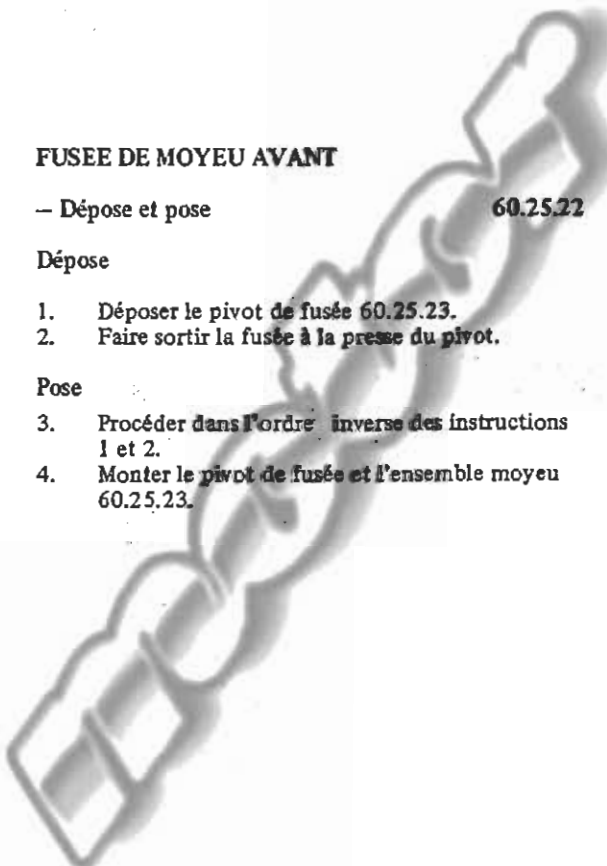 FUSEE DE MOYEU AVANT
– Dépose et pose 60.25.22
Dépose
1. Déposer le pivot de fusée 60.25.23.
2. Faire sortir la fusée à la presse du pivot.
Pose
3. Procéder dans l'ordre inverse des instructions
1 et 2.
4. Monter le pivot de fusée et l'ensemble moyeu
60.25.23.